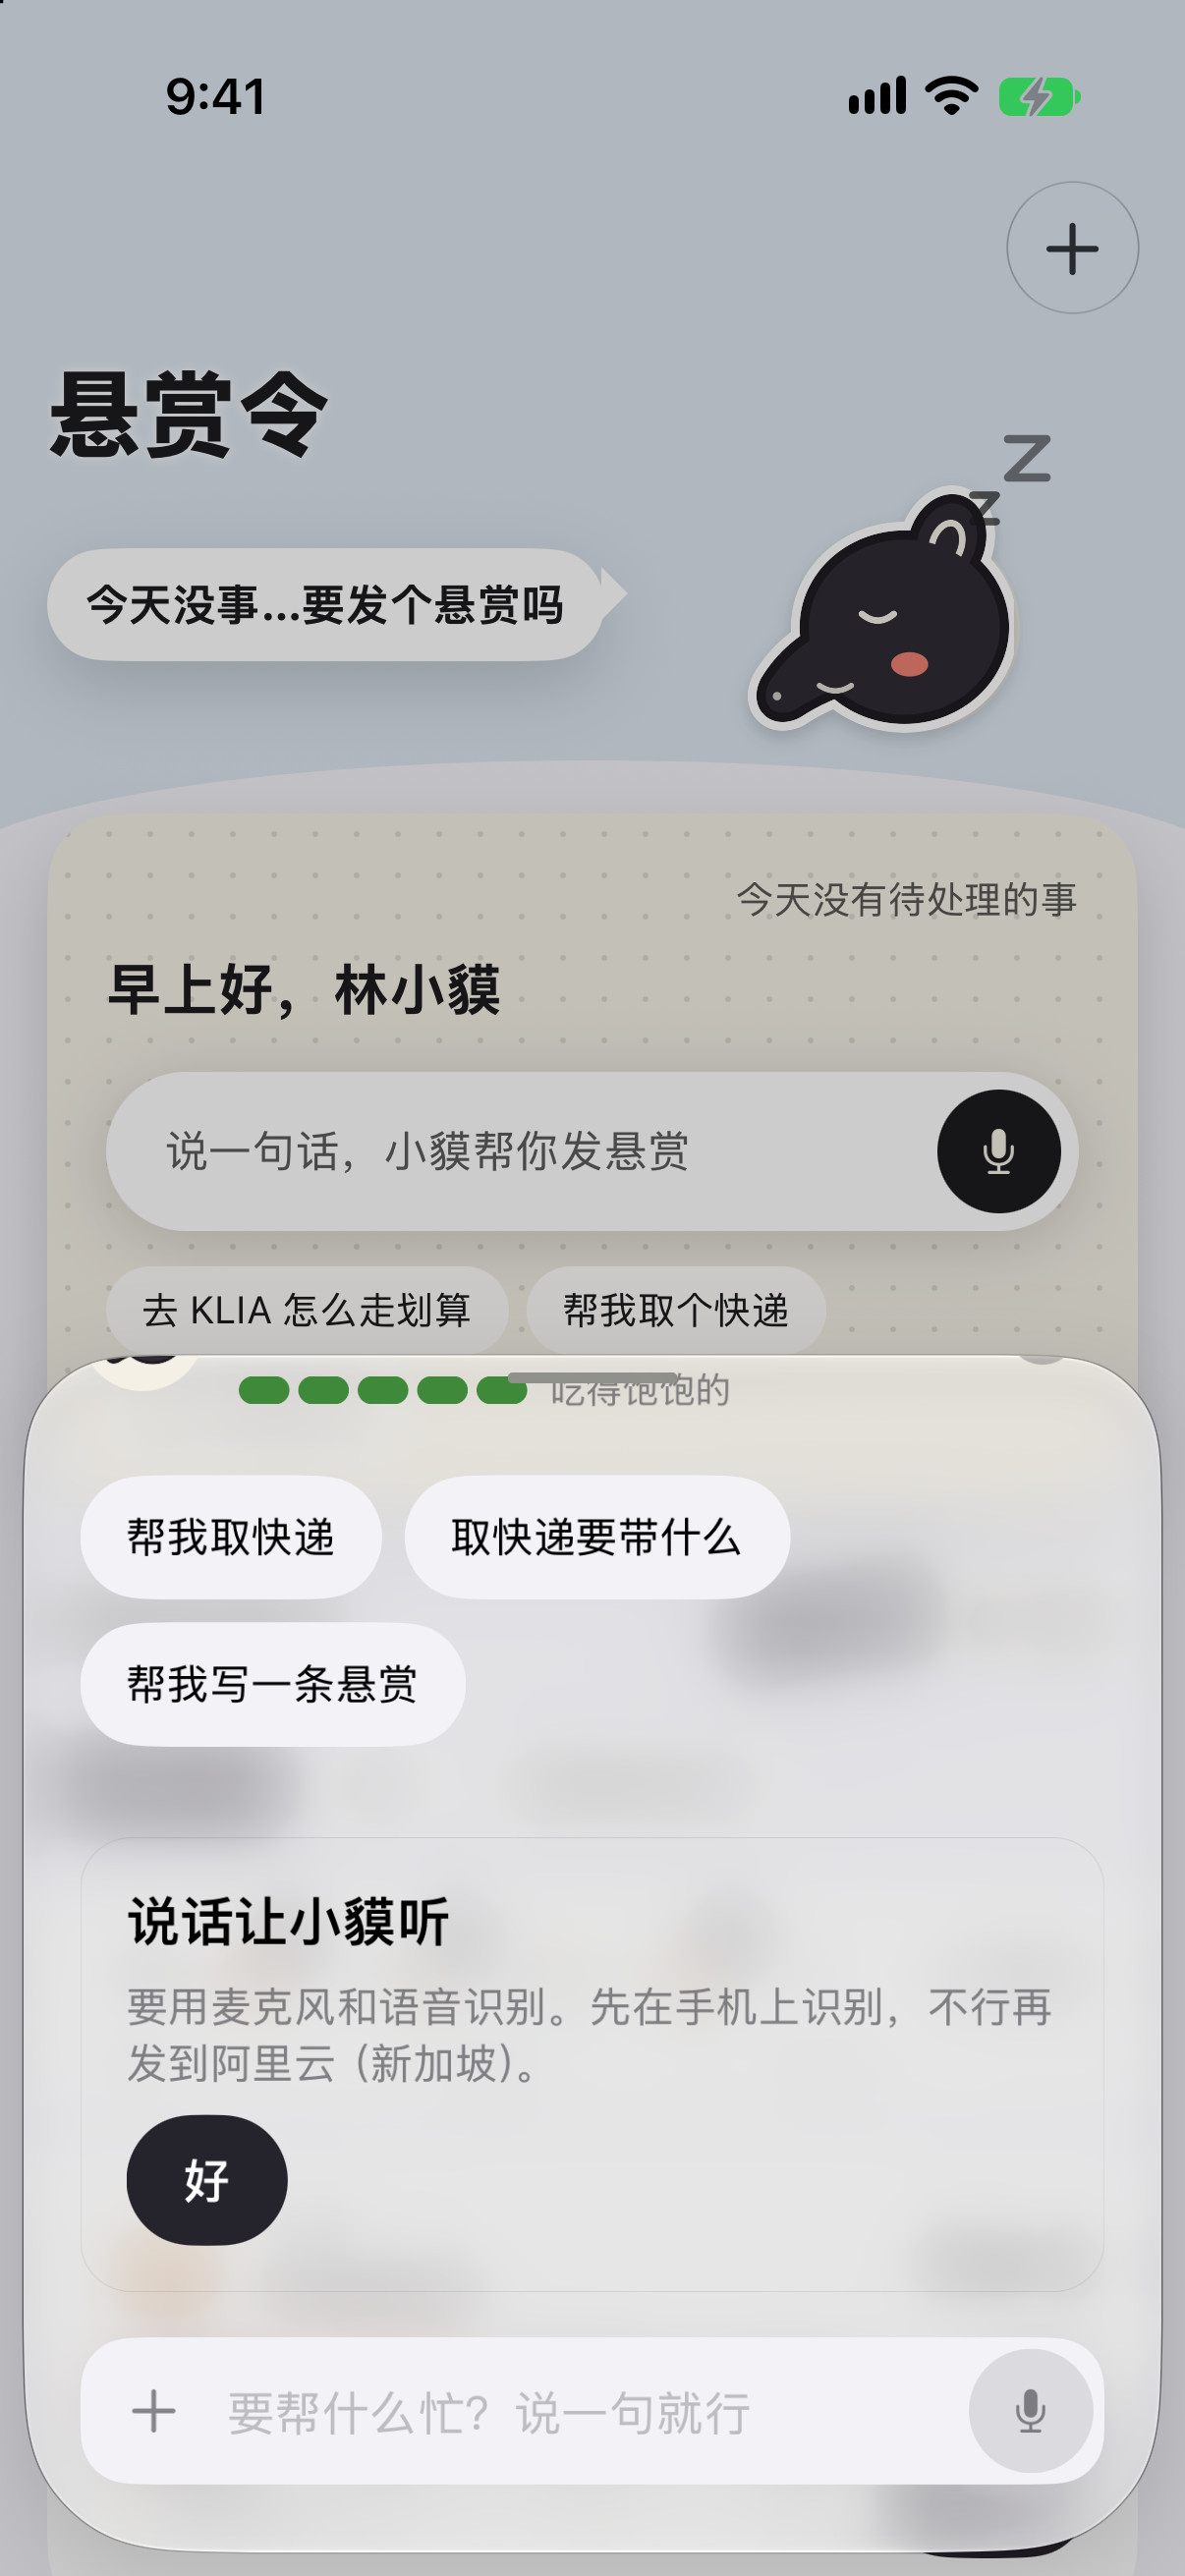 9:41
悬赏令
Z
z
今天没事...要发个悬赏吗
今天没有待处理的事
早上好，林小貘
说一句话，小貘帮你发悬赏
去 KLIA 怎么走划算
帮我取个快递
吃得饱饱的
帮我取快递
取快递要带什么
帮我写一条悬赏
说话让小貘听
要用麦克风和语音识别。先在手机上识别，不行再
发到阿里云（新加坡）。
好
要帮什么忙？说一句就行